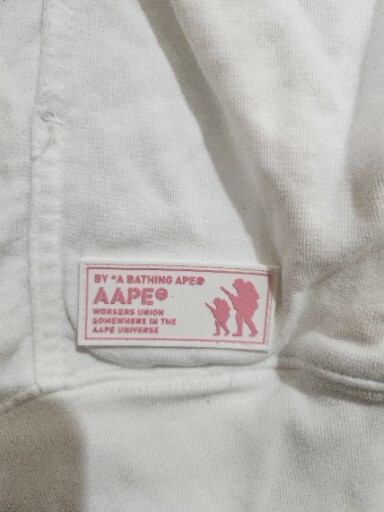 BY *A BATHING APE®
AAPE®
WORKERS UNION
SOMEWHERE IN THE
AAPE UNIVERSE